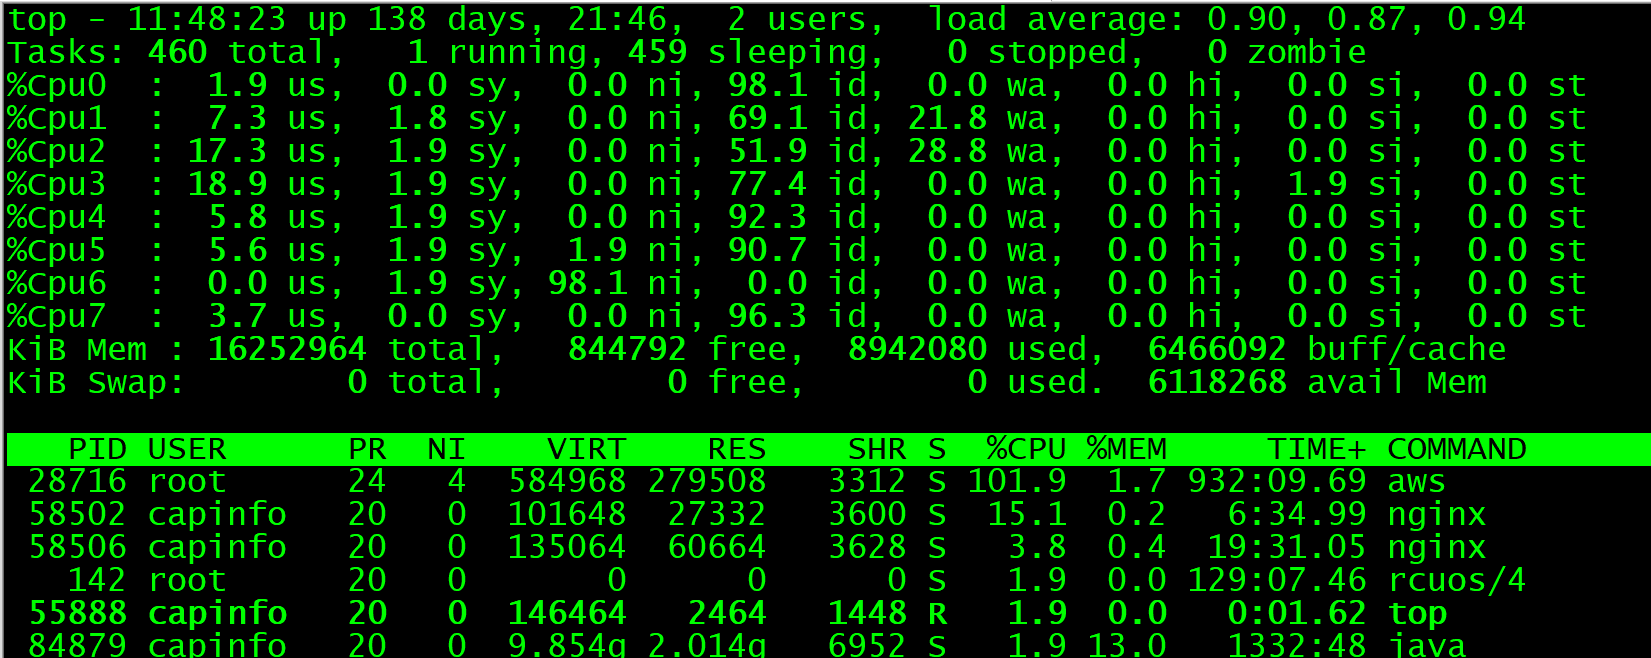 top - 11:48:23 up 138 days, 21:46,  2 users,  load average: 0.90, 0.87, 0.94
Tasks: 460 total,   1 running, 459 sleeping,   0 stopped,   0 zombie
%Cpu0  :  1.9 us,  0.0 sy,  0.0 ni, 98.1 id,  0.0 wa,  0.0 hi,  0.0 si,  0.0 st
%Cpu1  :  7.3 us,  1.8 sy,  0.0 ni, 69.1 id, 21.8 wa,  0.0 hi,  0.0 si,  0.0 st
%Cpu2  : 17.3 us,  1.9 sy,  0.0 ni, 51.9 id, 28.8 wa,  0.0 hi,  0.0 si,  0.0 st
%Cpu3  : 18.9 us,  1.9 sy,  0.0 ni, 77.4 id,  0.0 wa,  0.0 hi,  1.9 si,  0.0 st
%Cpu4  :  5.8 us,  1.9 sy,  0.0 ni, 92.3 id,  0.0 wa,  0.0 hi,  0.0 si,  0.0 st
%Cpu5  :  5.6 us,  1.9 sy,  1.9 ni, 90.7 id,  0.0 wa,  0.0 hi,  0.0 si,  0.0 st
%Cpu6  :  0.0 us,  1.9 sy, 98.1 ni,  0.0 id,  0.0 wa,  0.0 hi,  0.0 si,  0.0 st
%Cpu7  :  3.7 us,  0.0 sy,  0.0 ni, 96.3 id,  0.0 wa,  0.0 hi,  0.0 si,  0.0 st
KiB Mem : 16252964 total,   844792 free,  8942080 used,  6466092 buff/cache
KiB Swap:        0 total,        0 free,        0 used.  6118268 avail Mem
PID USER      PR  NI    VIRT    RES    SHR S  %CPU %MEM     TIME+ COMMAND
28716 root      24   4  584968 279508   3312 S 101.9  1.7 932:09.69 aws
58502 capinfo   20   0  101648  27332   3600 S  15.1  0.2   6:34.99 nginx
58506 capinfo   20   0  135064  60664   3628 S   3.8  0.4  19:31.05 nginx
142 root      20   0       0      0      0 S   1.9  0.0 129:07.46 rcuos/4
55888 capinfo   20   0  146464   2464   1448 R   1.9  0.0   0:01.62 top
84879 capinfo   20   0  9.854g 2.014g   6952 S   1.9 13.0   1332:48 java